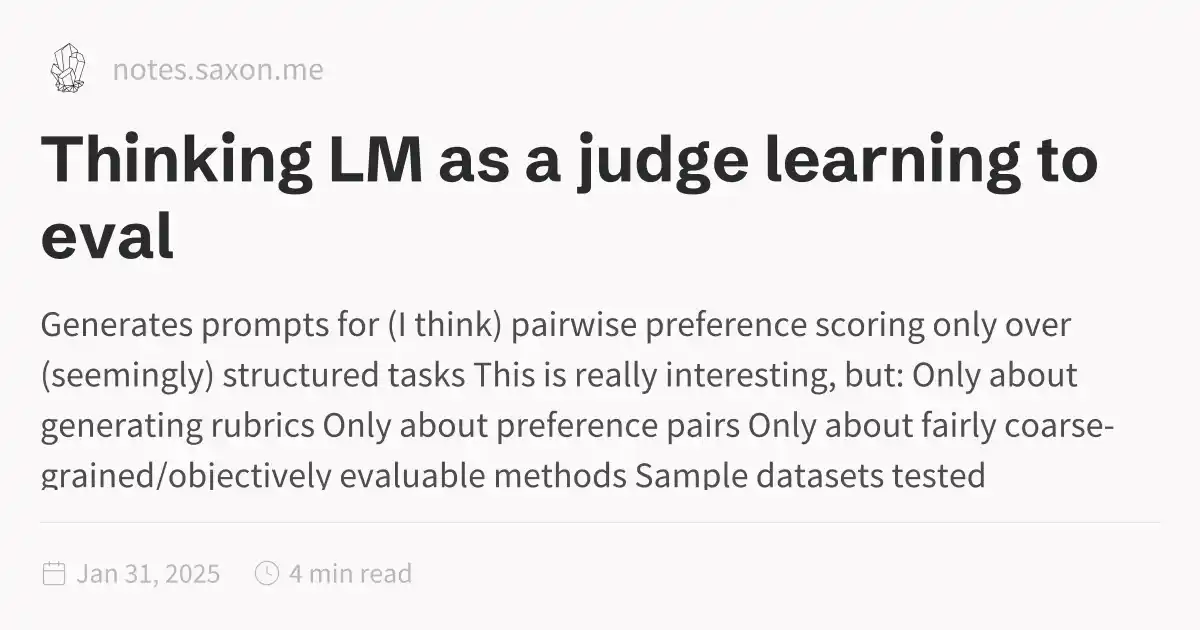 notes.saxon.me
Thinking LM as a judge learning to
eval
Generates prompts for (I think) pairwise preference scoring only over
(seemingly) structured tasks This is really interesting, but: Only about
generating rubrics Only about preference pairs Only about fairly coarse-
grained/objectively evaluable methods Sample datasets tested
Jan 31, 2025
4 min read